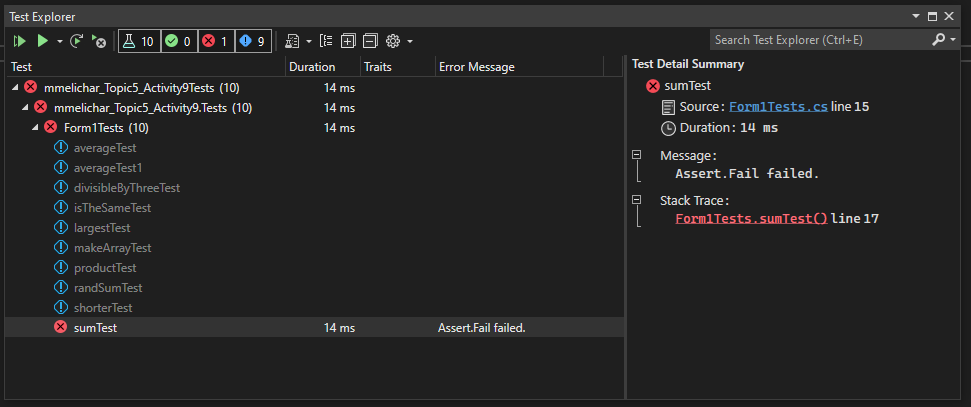 Test Explorer
10 0 1 9
Search Test Explorer (Ctrl+E)
Test Duration Traits Error Message
mmelichar_Topic5_Activity9Tests (10) 14 ms
mmelichar_Topic5_Activity9.Tests (10) 14 ms
Form1Tests (10) 14 ms
averageTest
averageTest1
divisibleByThreeTest
isTheSameTest
largestTest
makeArrayTest
productTest
randSumTest
shorterTest
sumTest 14 ms Assert.Fail failed.
Test Detail Summary
sumTest
Source: Form1Tests.cs line 15
Duration: 14 ms
Message:
Assert.Fail failed.
Stack Trace:
Form1Tests.sumTest() line 17